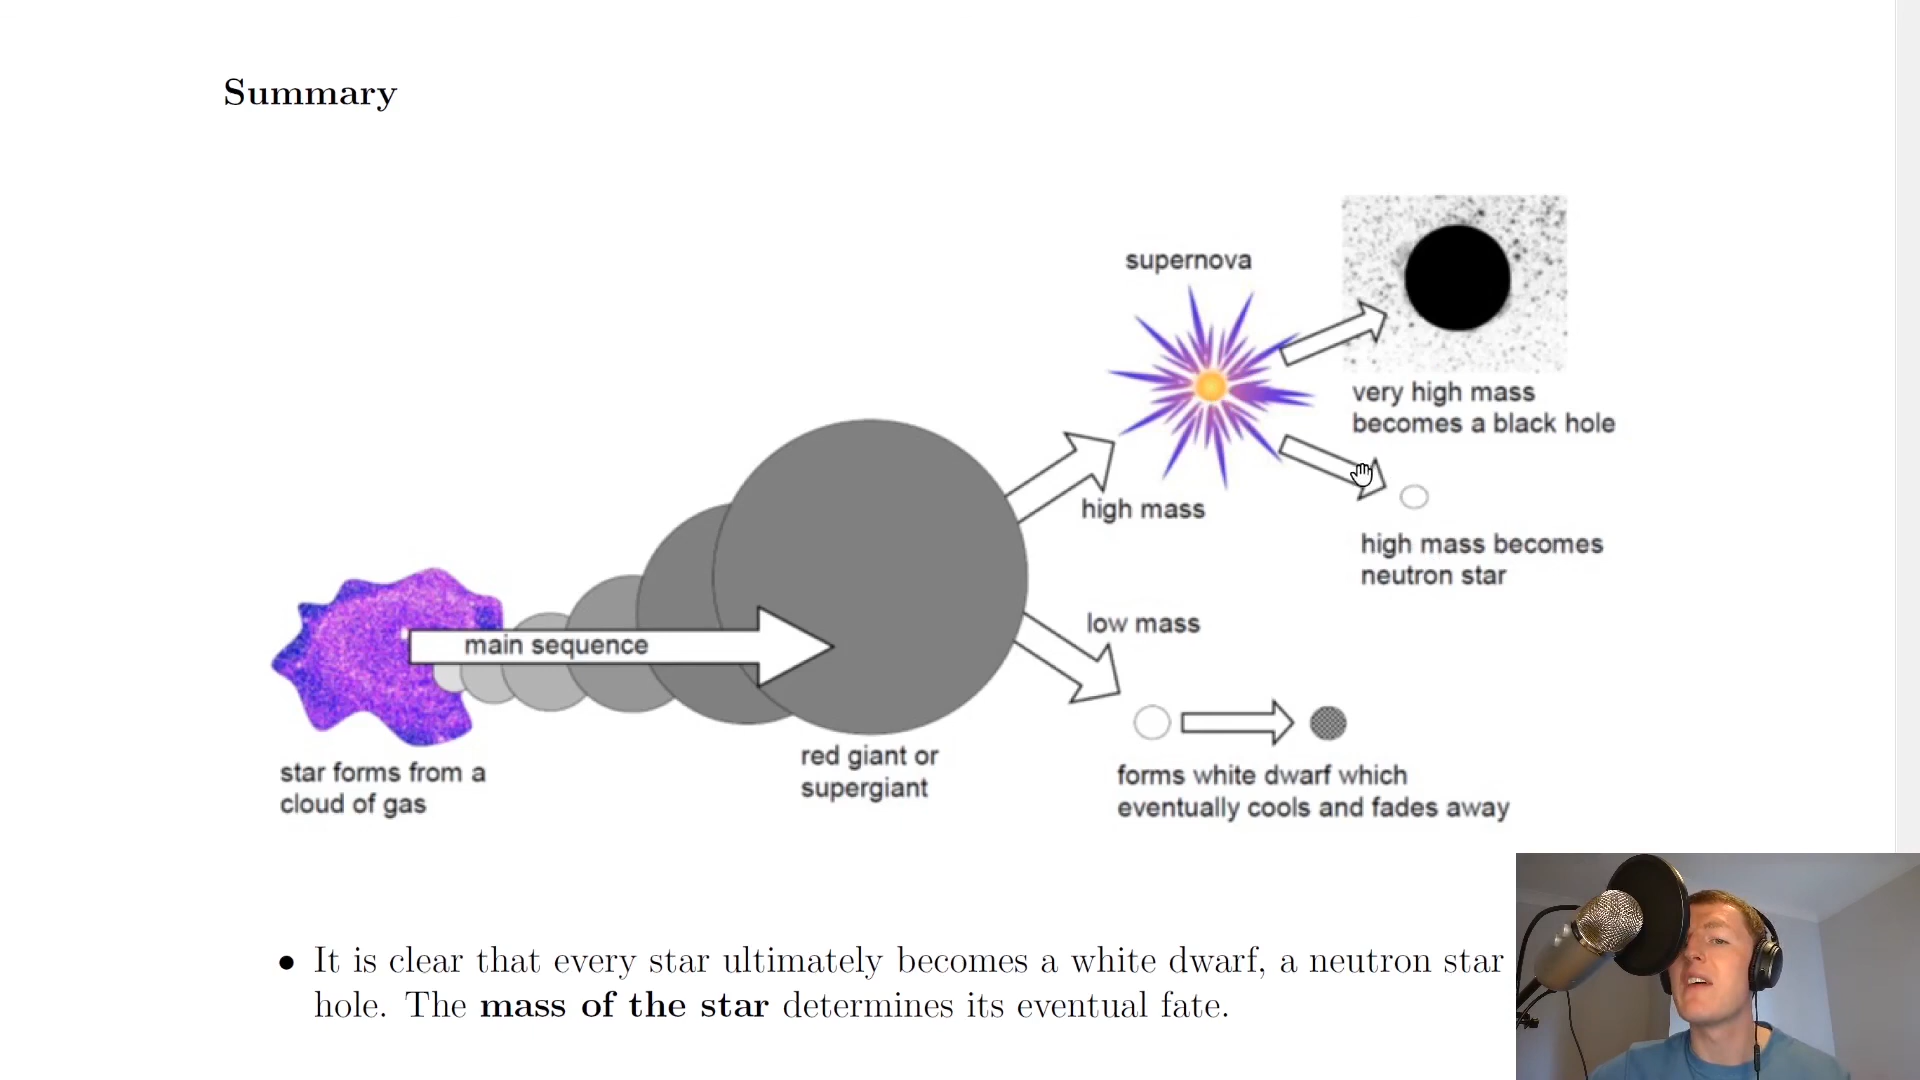 Summary
supernova
very high mass
becomes a black hole
high mass
high mass becomes
neutron star
low mass
main sequence
red giant or
supergiant
star forms from a
cloud of gas
forms white dwarf which
eventually cools and fades away
• It is clear that every star ultimately becomes a white dwarf, a neutron star
hole. The mass of the star determines its eventual fate.